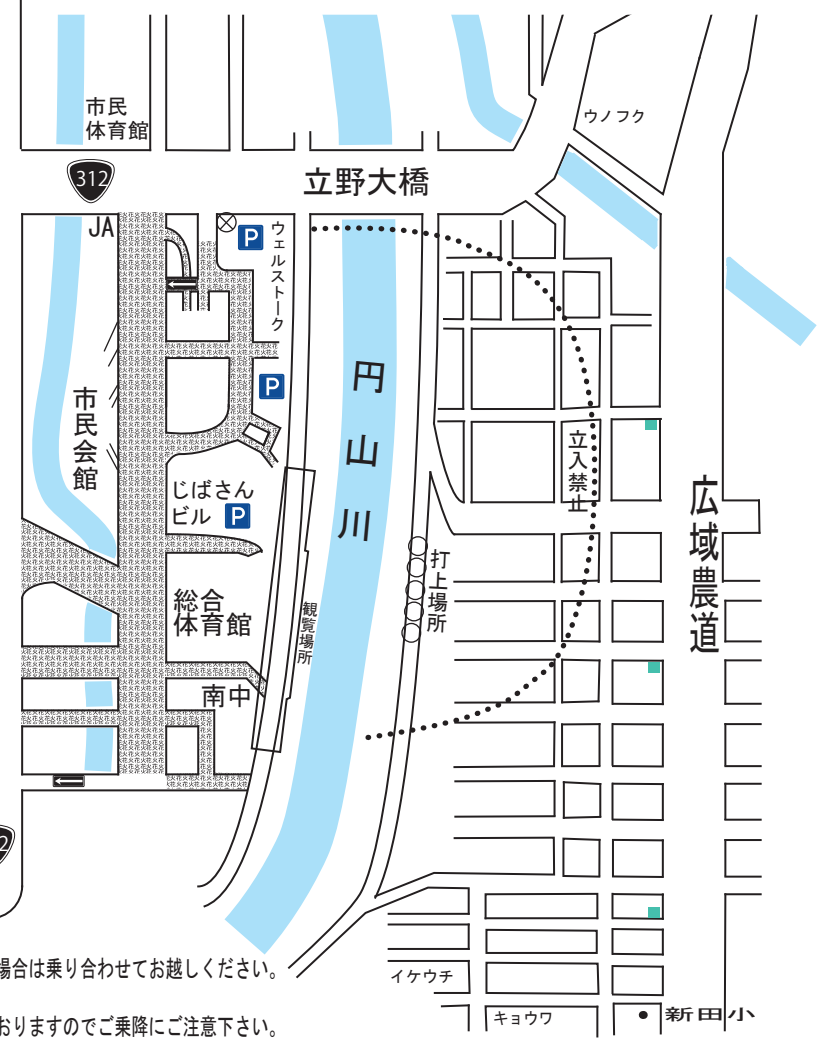 市民
体育館
ウノフク
312
立野大橋
JA
P
ウェルストーク
円山川
P
市民会館
立入禁止
じばさん
ビル P
広域農道
打上場所
総合
体育館
観覧場所
南中
2
場合は乗り合わせてお越しください。
イケウチ
おりますのでご乗降にご注意下さい。
キョウワ
新田小